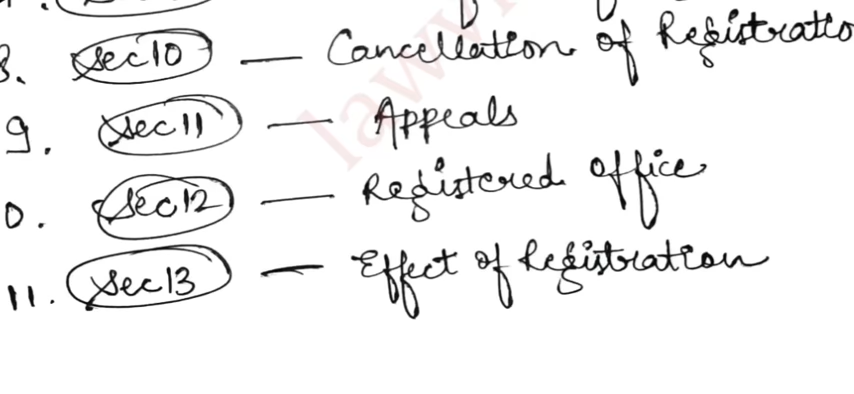 8. Sec 10 — Cancellation of Registratio
9. Sec 11 — Appeals
0. Sec 12 — Registered office
11. Sec 13 — Effect of Registration
lawy